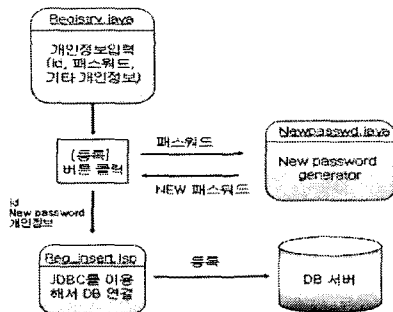 Registry.java
개인정보입력
(id, 패스워드,
기타 개인정보)
[등록]
버튼 클릭
패스워드
NEW 패스워드
Newpasswd.java
New password
generator
id
New password
개인정보
Reg_insert.jsp
JDBC를 이용
해서 DB 연결
등록
DB 서버